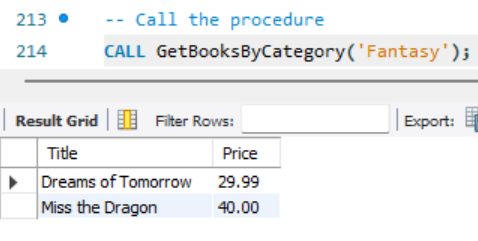 213 -- Call the procedure
214 CALL GetBooksByCategory('Fantasy');
Result Grid Filter Rows: Export:
Title Price
Dreams of Tomorrow 29.99
Miss the Dragon 40.00